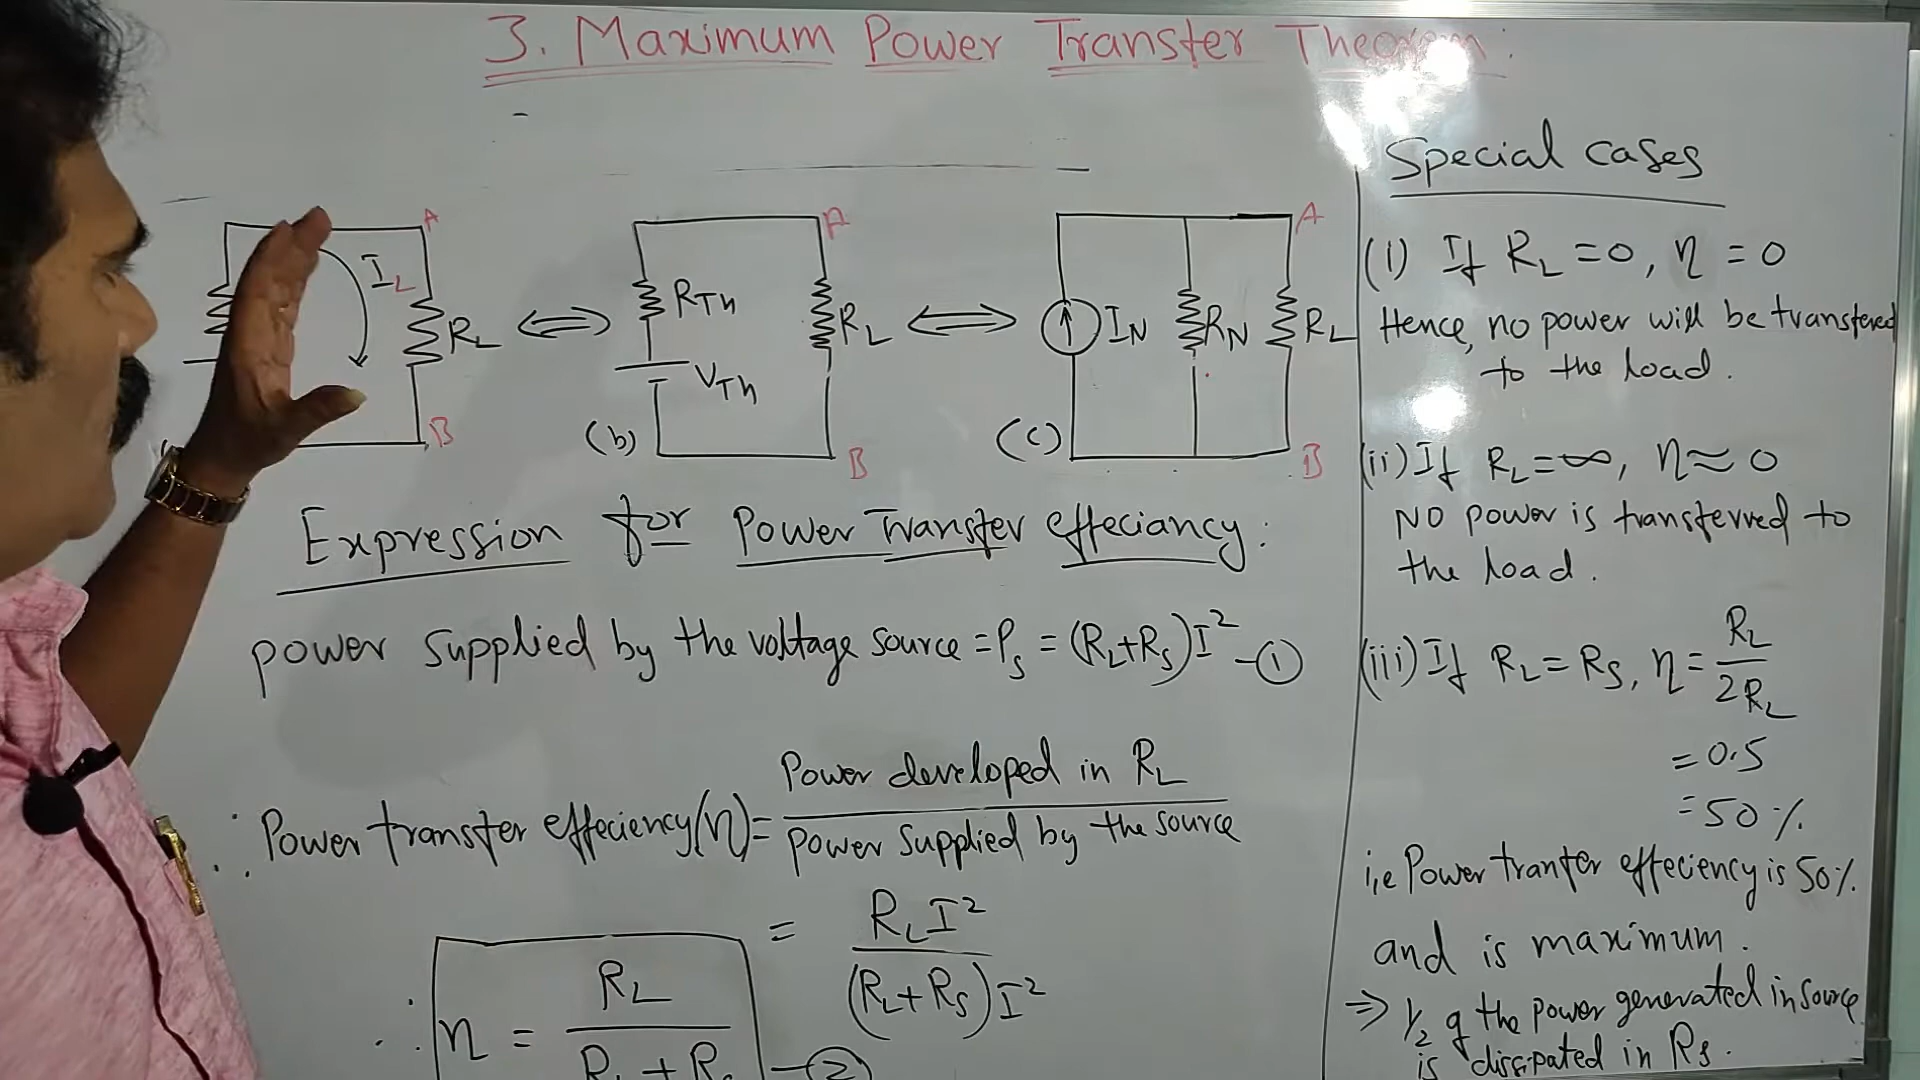 3. Maximum Power Transfer Theorem:
A
I_L
R_L
B
A
R_Th
V_Th
R_L
(b)
B
A
I_N
R_N
R_L
(c)
B
Expression for Power Transfer effeciancy:
power supplied by the voltage source = P_s = (R_L+R_s)I² - ①
∴ Power transfer effeciency(η) = Power developed in R_L / power supplied by the source
= R_L I² / (R_L+R_s)I²
∴ η = R_L / R_L + R_s - ②
Special cases
(i) If R_L = 0, η = 0
Hence, no power will be transfered
to the load.
(ii) If R_L = ∞, η ≈ 0
NO power is transferred to
the load.
(iii) If R_L = R_s, η = R_L / 2R_L
= 0.5
= 50%
i,e Power tranfer effeciency is 50%
and is maximum.
⇒ 1/2 of the power generated in source
is dissipated in R_s.